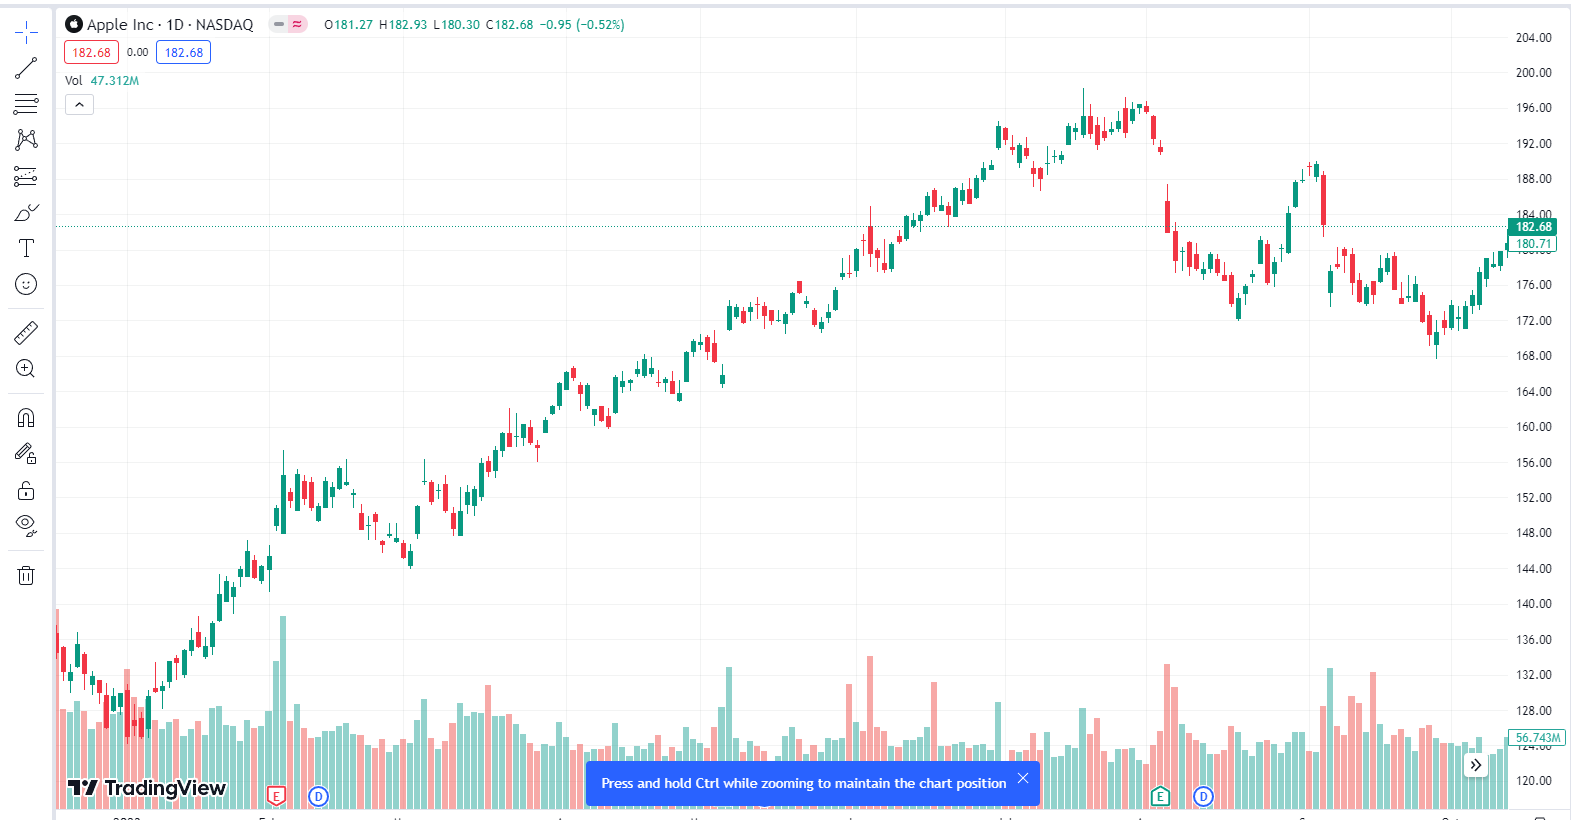 Apple Inc · 1D · NASDAQ
O181.27 H182.93 L180.30 C182.68 −0.95 (−0.52%)
182.68 0.00 182.68
Vol 47.312M
204.00
200.00
196.00
192.00
188.00
184.00
182.68
180.71
176.00
172.00
168.00
164.00
160.00
156.00
152.00
148.00
144.00
140.00
136.00
132.00
128.00
56.743M
124.00
120.00
Press and hold Ctrl while zooming to maintain the chart position
TradingView
E
D
E
D